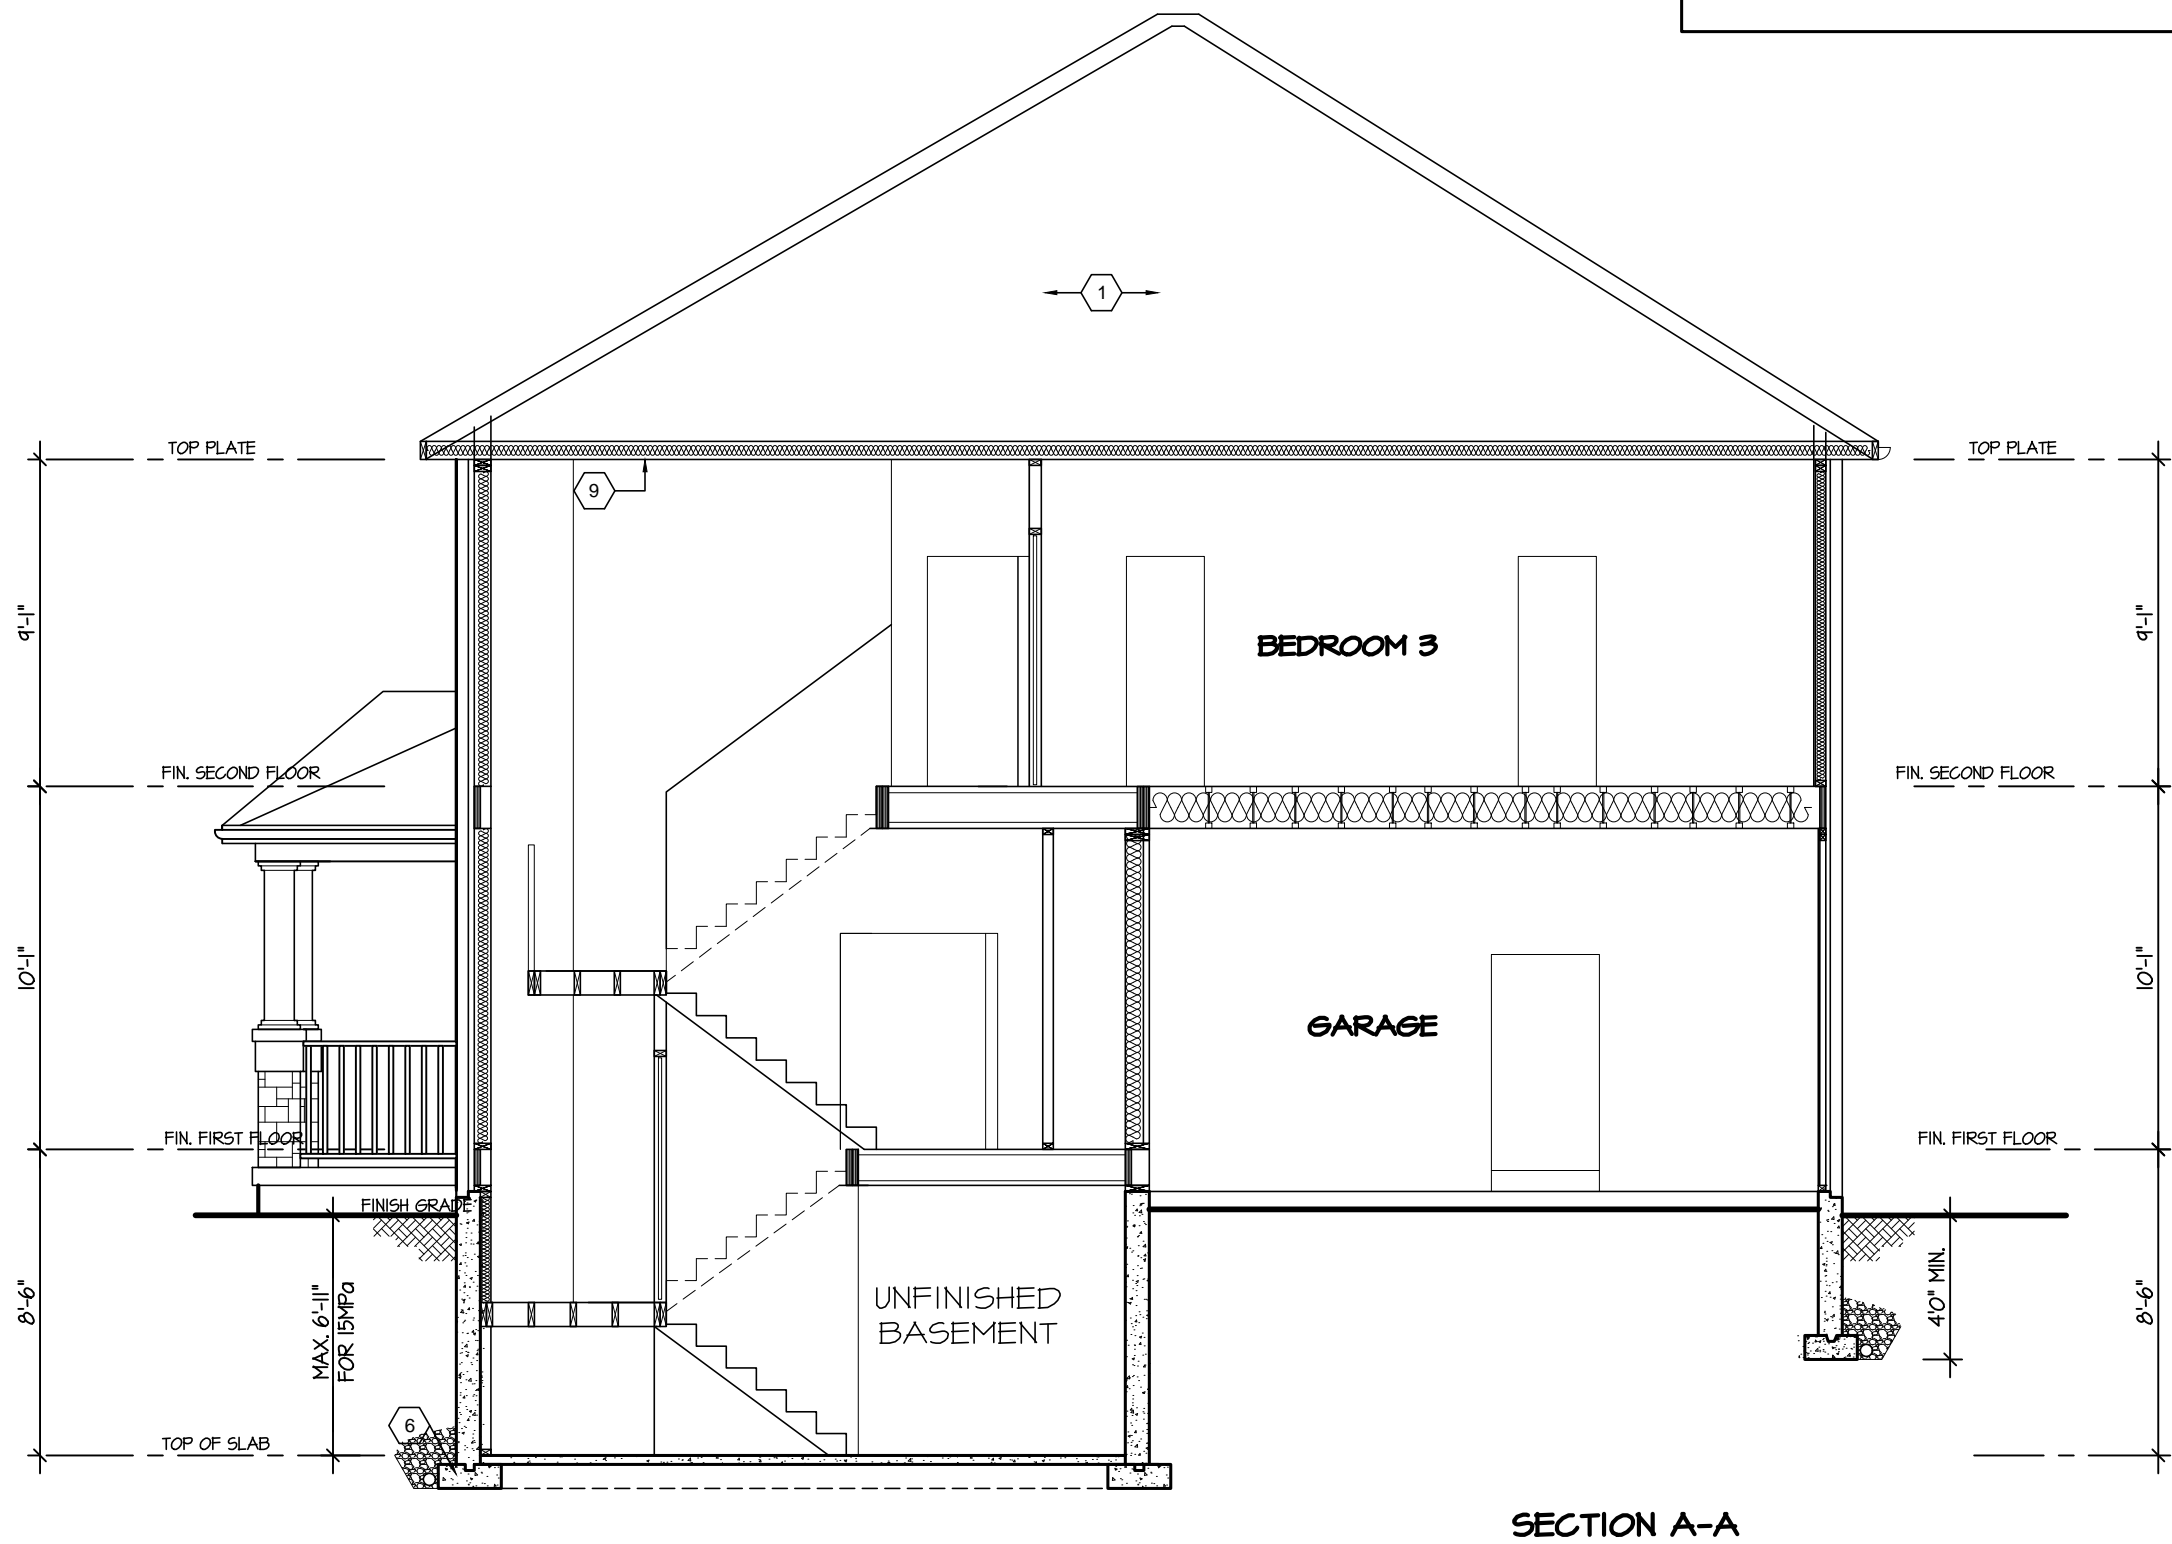 1
TOP PLATE
TOP PLATE
9
9'-1"
9'-1"
BEDROOM 3
FIN. SECOND FLOOR
FIN. SECOND FLOOR
10'-1"
10'-1"
GARAGE
FIN. FIRST FLOOR
FIN. FIRST FLOOR
FINISH GRADE
8'-6"
MAX. 6'-11"
FOR 15MPa
UNFINISHED
BASEMENT
4'0" MIN.
8'-6"
6
TOP OF SLAB
SECTION A-A